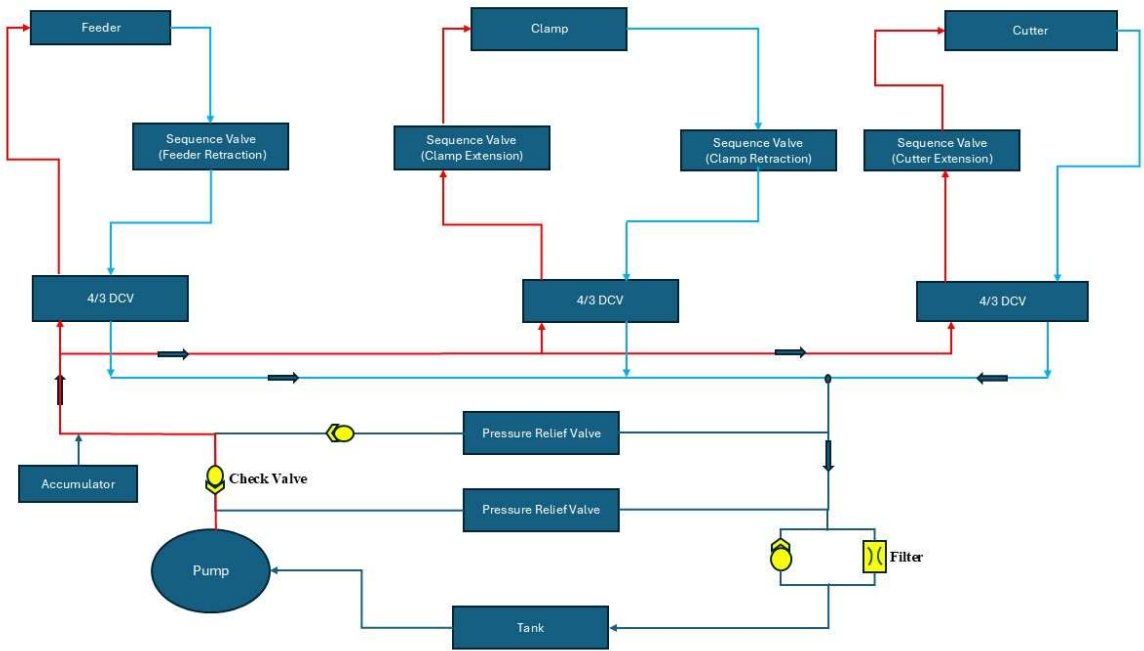 Feeder
Clamp
Cutter
Sequence Valve
(Feeder Retraction)
Sequence Valve
(Clamp Extension)
Sequence Valve
(Clamp Retraction)
Sequence Valve
(Cutter Extension)
4/3 DCV
4/3 DCV
4/3 DCV
Pressure Relief Valve
Accumulator
Check Valve
Pressure Relief Valve
Pump
Filter
Tank